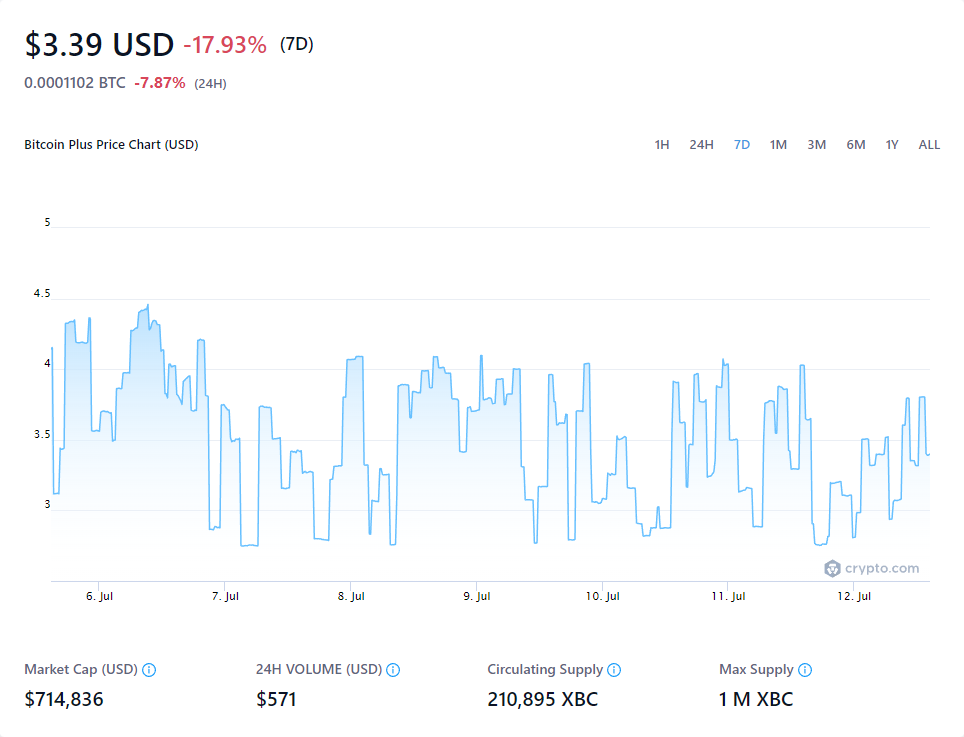 $3.39 USD -17.93% (7D)
0.0001102 BTC -7.87% (24H)
Bitcoin Plus Price Chart (USD) 1H 24H 7D 1M 3M 6M 1Y ALL
5
4.5
4
3.5
3
crypto.com
6. Jul 7. Jul 8. Jul 9. Jul 10. Jul 11. Jul 12. Jul
Market Cap (USD) 24H VOLUME (USD) Circulating Supply Max Supply
$714,836 $571 210,895 XBC 1 M XBC